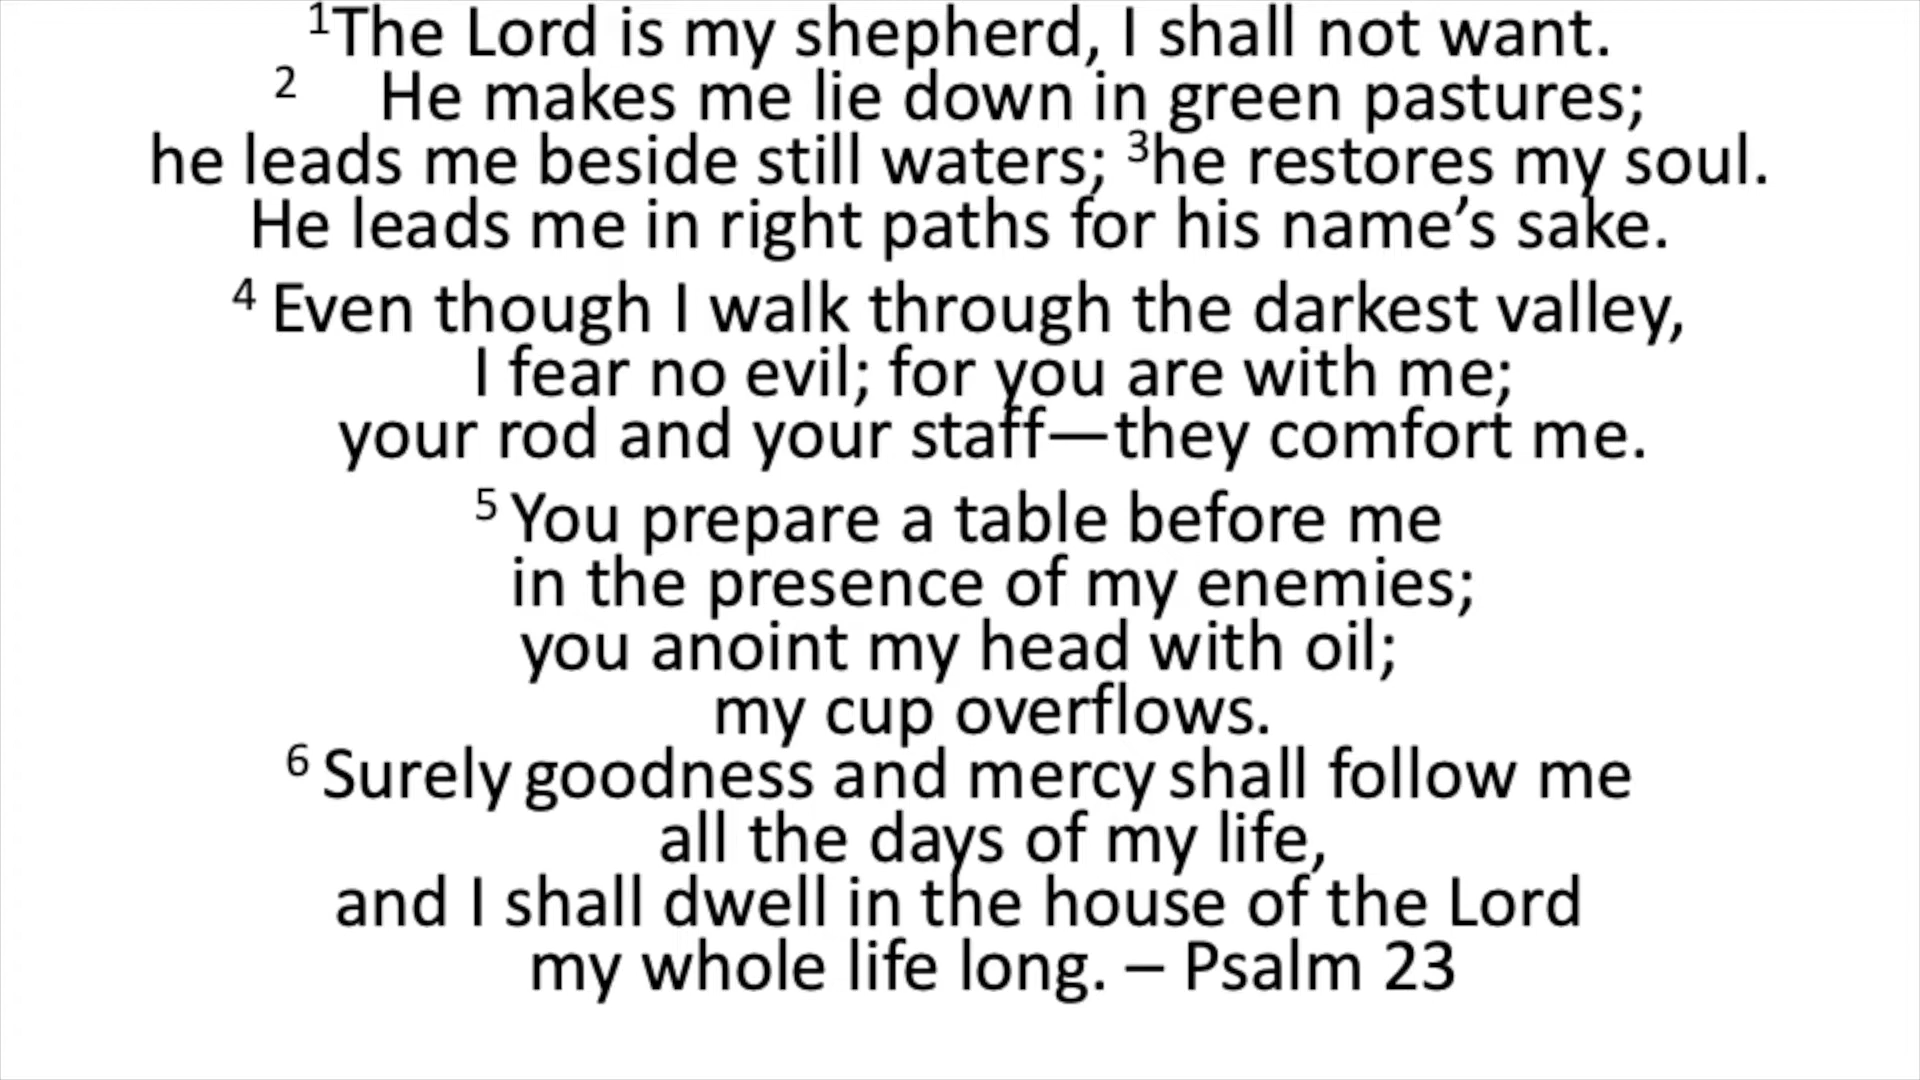 ¹The Lord is my shepherd, I shall not want.
² He makes me lie down in green pastures;
he leads me beside still waters; ³he restores my soul.
He leads me in right paths for his name’s sake.
⁴ Even though I walk through the darkest valley,
I fear no evil; for you are with me;
your rod and your staff—they comfort me.
⁵ You prepare a table before me
in the presence of my enemies;
you anoint my head with oil;
my cup overflows.
⁶ Surely goodness and mercy shall follow me
all the days of my life,
and I shall dwell in the house of the Lord
my whole life long. – Psalm 23